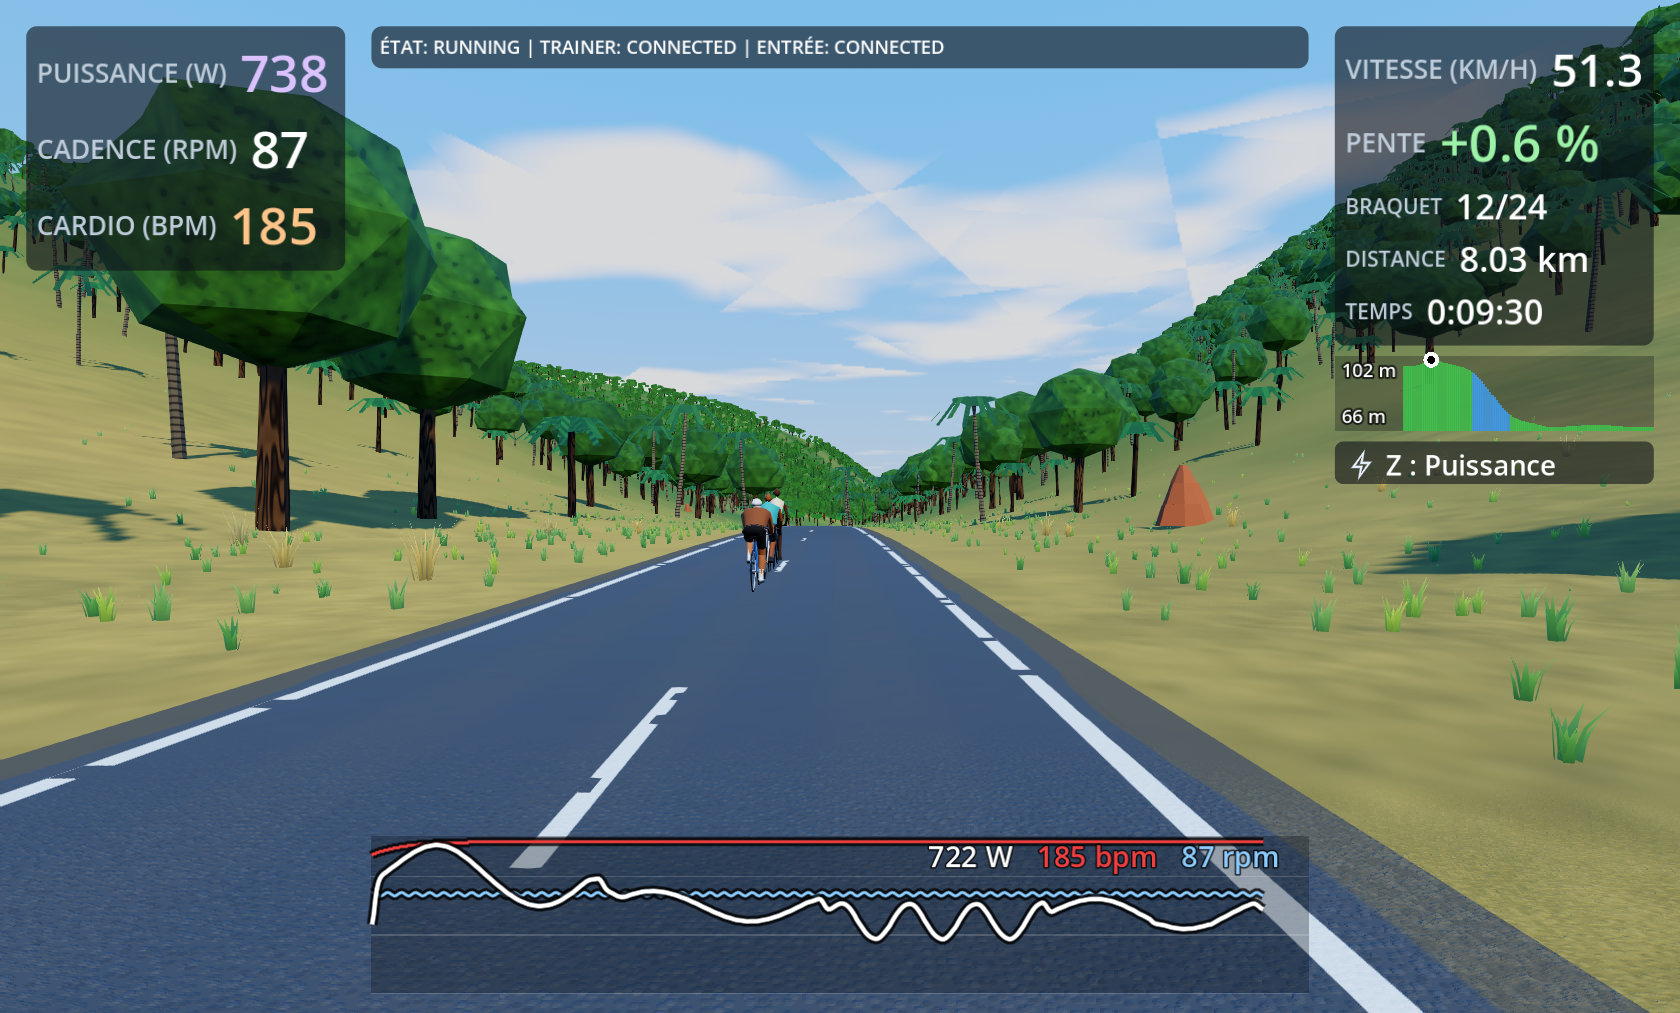 PUISSANCE (W) 738
CADENCE (RPM) 87
CARDIO (BPM) 185
ÉTAT: RUNNING | TRAINER: CONNECTED | ENTRÉE: CONNECTED
VITESSE (KM/H) 51.3
PENTE +0.6 %
BRAQUET 12/24
DISTANCE 8.03 km
TEMPS 0:09:30
102 m
66 m
Z : Puissance
722 W 185 bpm 87 rpm